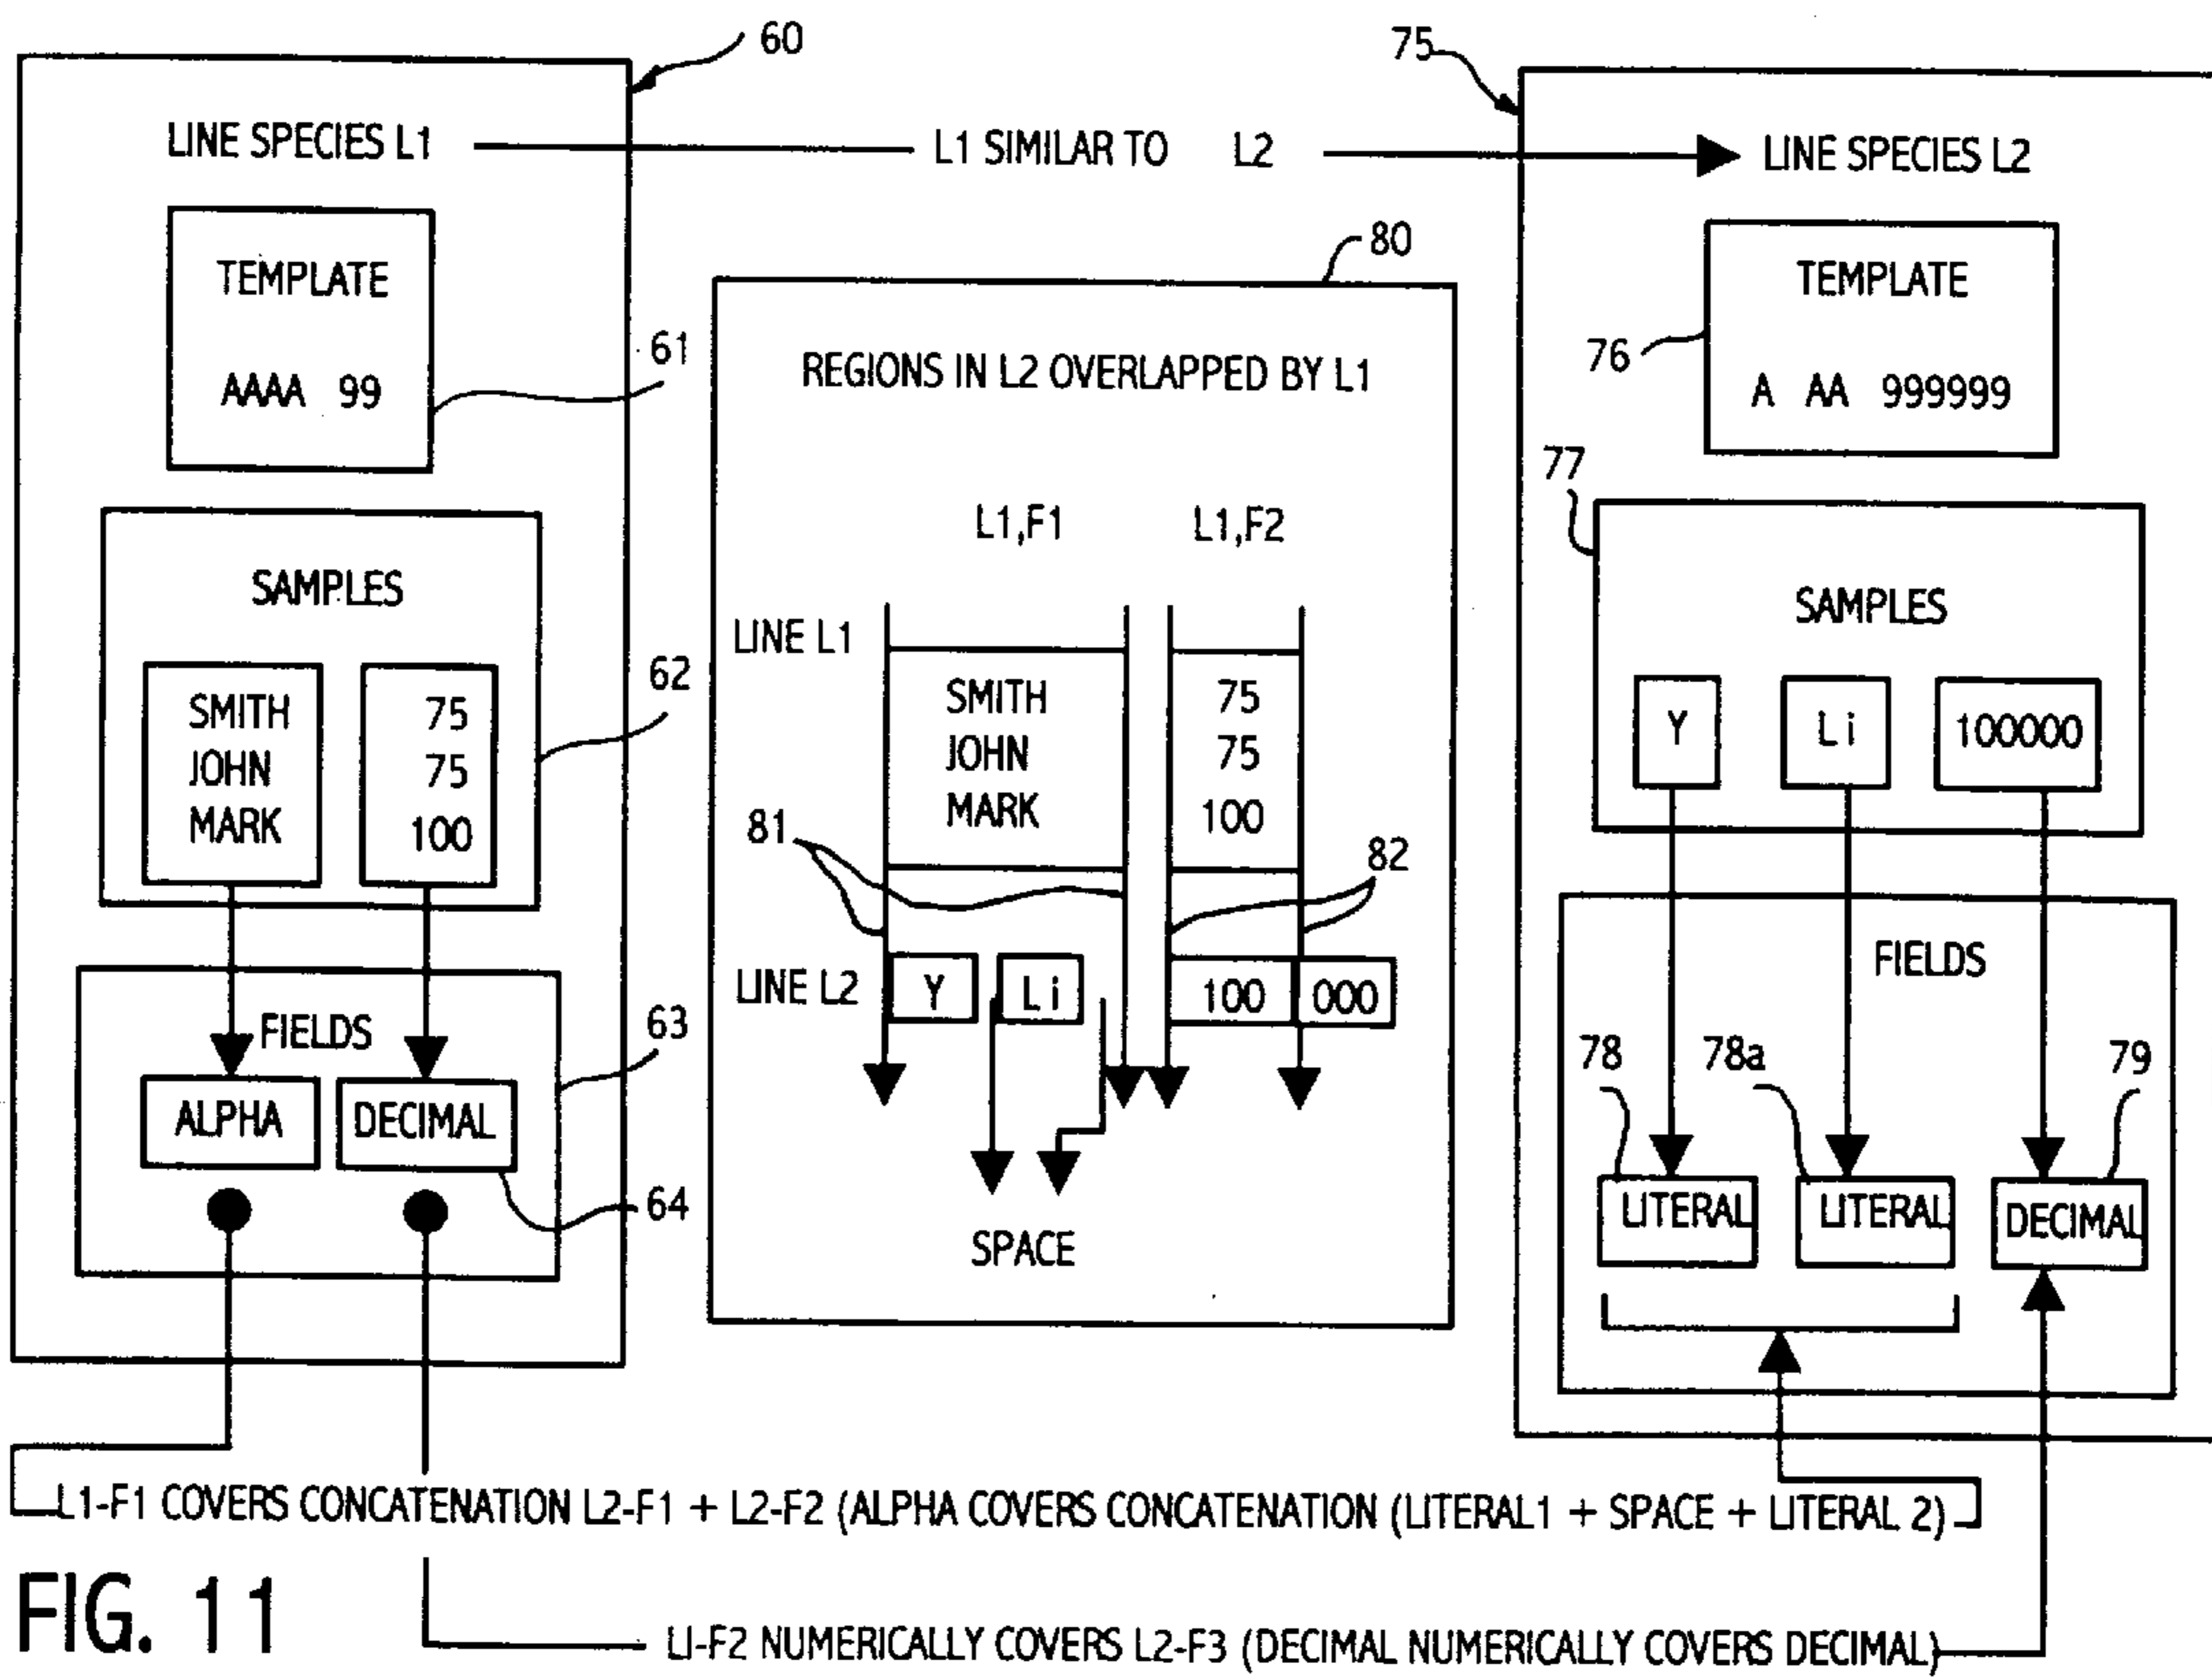 60
75
LINE SPECIES L1
L1 SIMILAR TO L2
LINE SPECIES L2
TEMPLATE
AAAA 99
61
SAMPLES
SMITH
JOHN
MARK
75
75
100
62
FIELDS
ALPHA
DECIMAL
63
64
80
REGIONS IN L2 OVERLAPPED BY L1
L1,F1
L1,F2
LINE L1
SMITH
JOHN
MARK
75
75
100
81
82
LINE L2
Y
Li
100
000
SPACE
TEMPLATE
A AA 999999
76
77
SAMPLES
Y
Li
100000
FIELDS
78
78a
79
LITERAL
LITERAL
DECIMAL
L1-F1 COVERS CONCATENATION L2-F1 + L2-F2 (ALPHA COVERS CONCATENATION (LITERAL1 + SPACE + LITERAL 2)
LI-F2 NUMERICALLY COVERS L2-F3 (DECIMAL NUMERICALLY COVERS DECIMAL)
FIG. 11